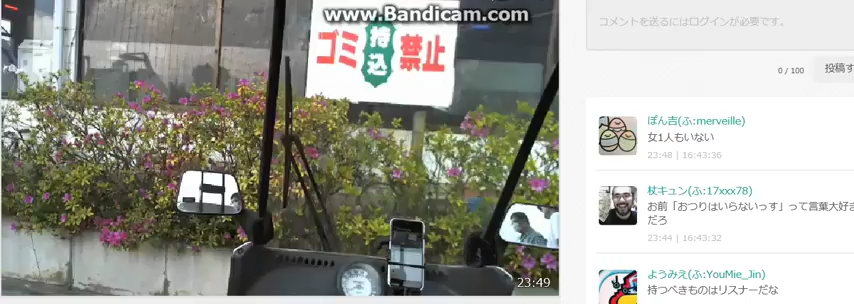 www.Bandicam.com
ゴミ持込禁止
23:49
コメントを送るにはログインが必要です。
0 / 100
投稿す
ぽん吉(ふ:merveille)
女1人もいない
23:48 | 16:43:36
杖キュン(ふ:17xxx78)
お前「おつりはいらないっす」って言葉大好き
だろ
23:44 | 16:43:32
ようみえ(ふ:YouMie_Jin)
持つべきものはリスナーだな